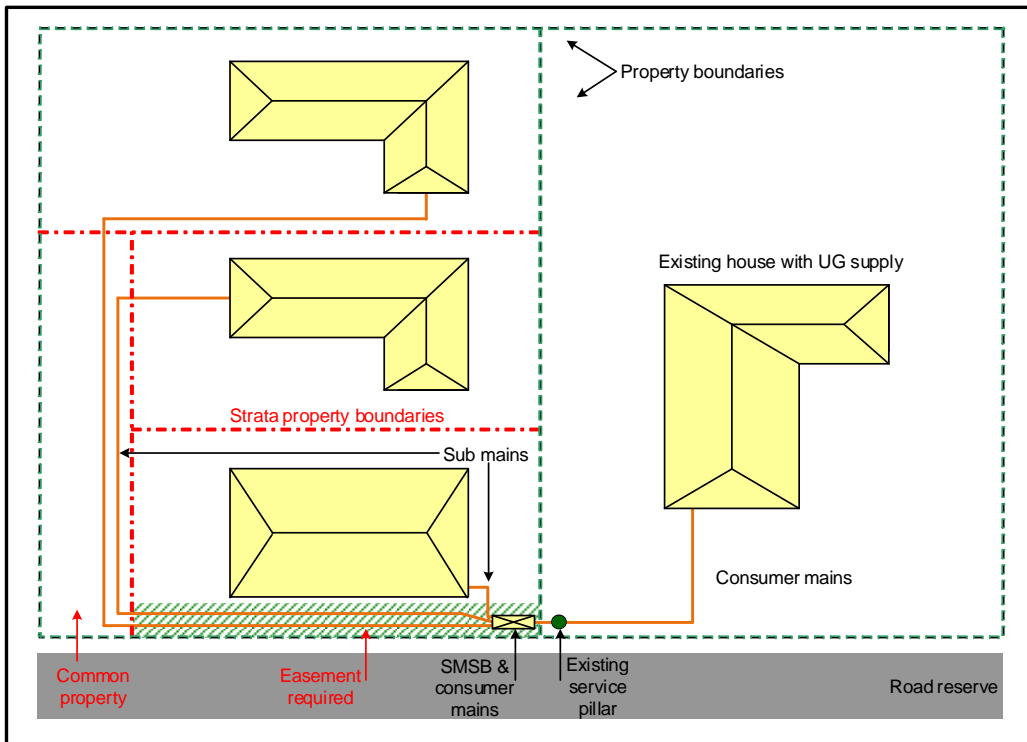 Property boundaries
Existing house with UG supply
Strata property boundaries
Sub mains
Consumer mains
Common
property
Easement
required
SMSB &
consumer
mains
Existing
service
pillar
Road reserve